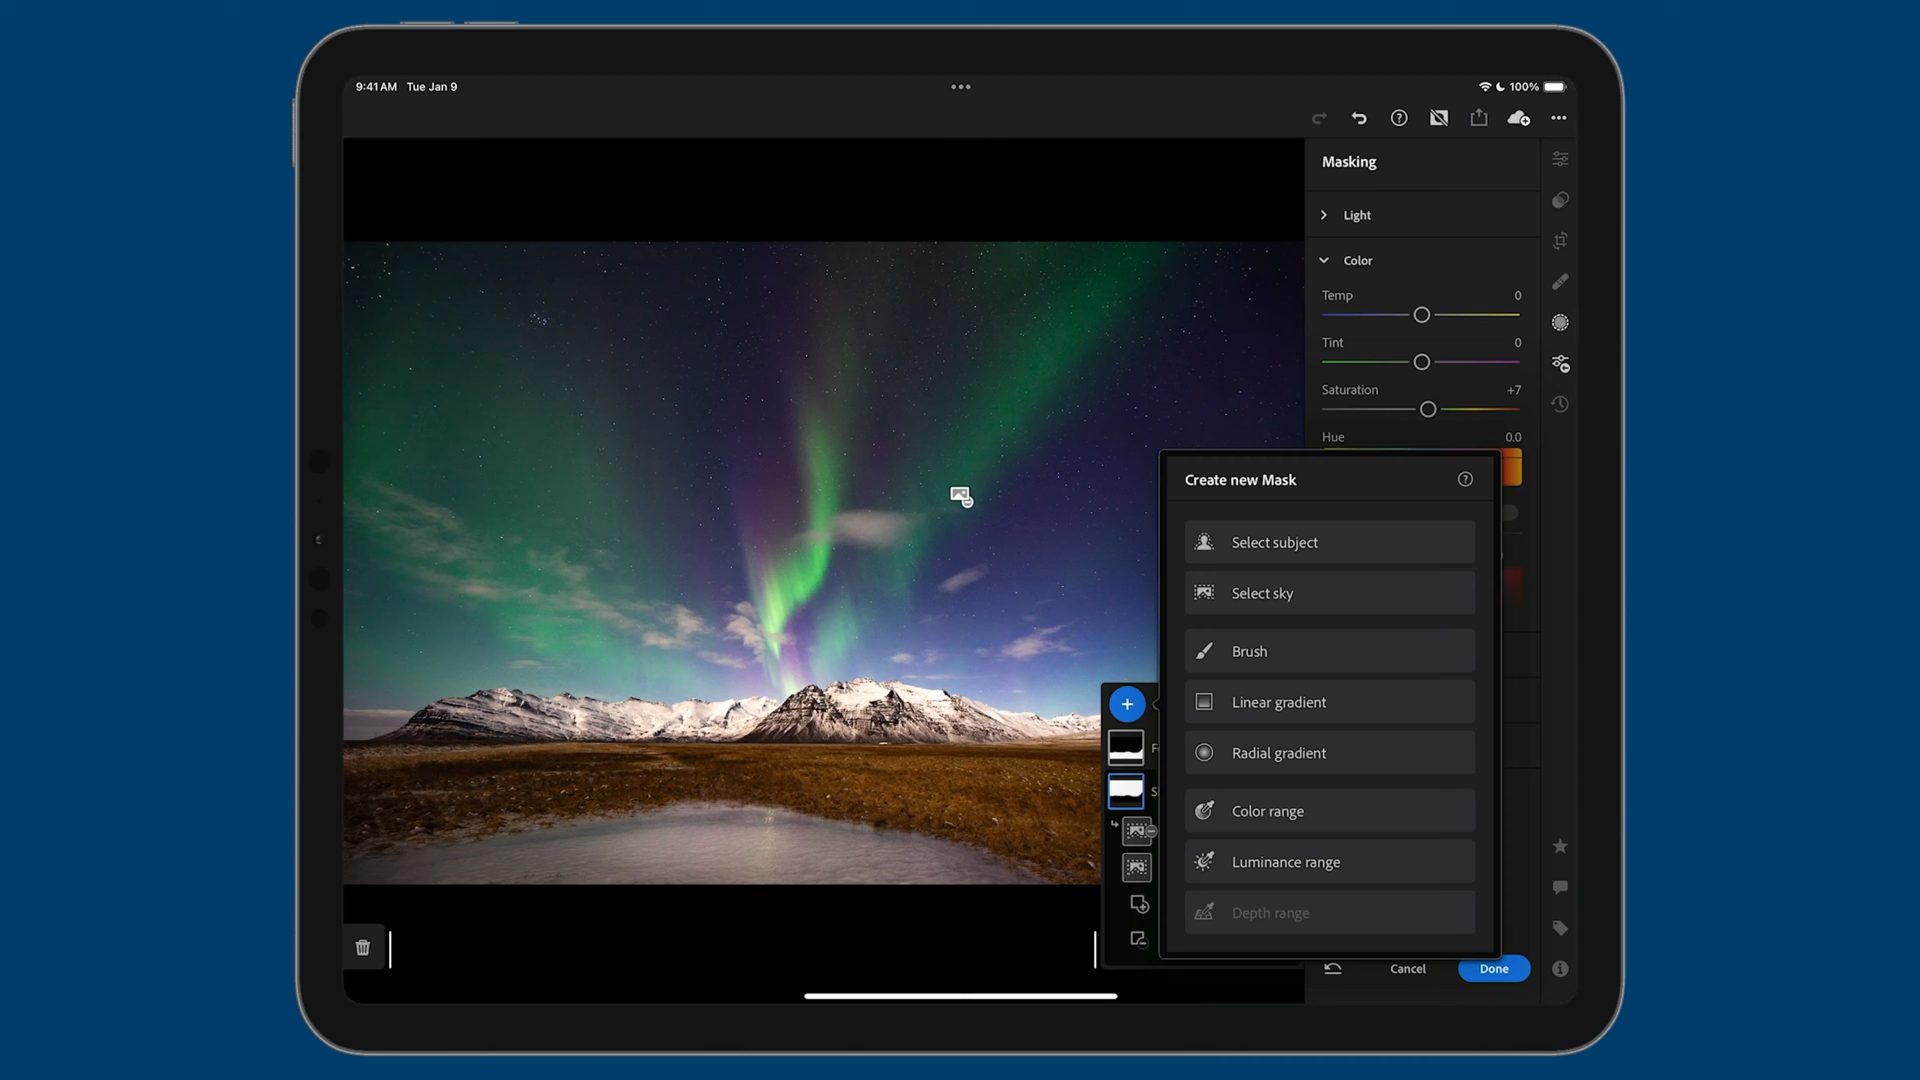 9:41 AM Tue Jan 9
100%
Masking
Light
Color
Temp 0
Tint 0
Saturation +7
Hue 0.0
Create new Mask
Select subject
Select sky
Brush
Linear gradient
Radial gradient
Color range
Luminance range
Depth range
Cancel
Done